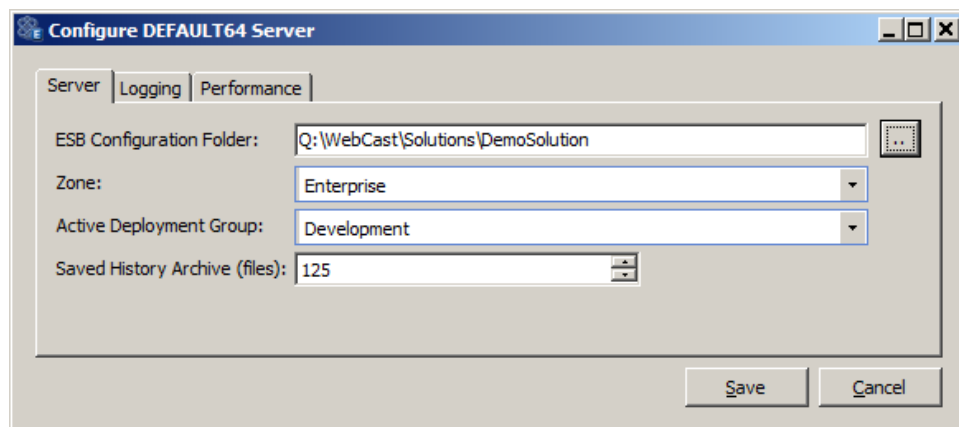 Configure DEFAULT64 Server
Server Logging Performance
ESB Configuration Folder: Q:\WebCast\Solutions\DemoSolution ..
Zone: Enterprise
Active Deployment Group: Development
Saved History Archive (files): 125
Save Cancel